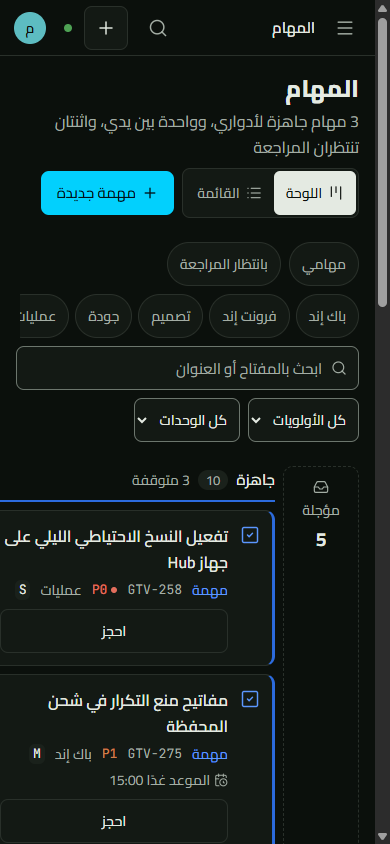 المهام
م
المهام
3 مهام جاهزة لأدواري، وواحدة بين يدي، واثنتان
تنتظران المراجعة
اللوحة
القائمة
مهمة جديدة
مهامي
بانتظار المراجعة
باك إند
فرونت إند
تصميم
جودة
عمليات
ابحث بالمفتاح أو العنوان
كل الأولويات
كل الوحدات
مؤجلة
5
جاهزة 10 3 متوقفة
تفعيل النسخ الاحتياطي الليلي على
جهاز Hub
مهمة GTV-258 P0 عمليات S
احجز
مفاتيح منع التكرار في شحن
المحفظة
مهمة GTV-275 P1 باك إند M
الموعد غدًا 15:00
احجز